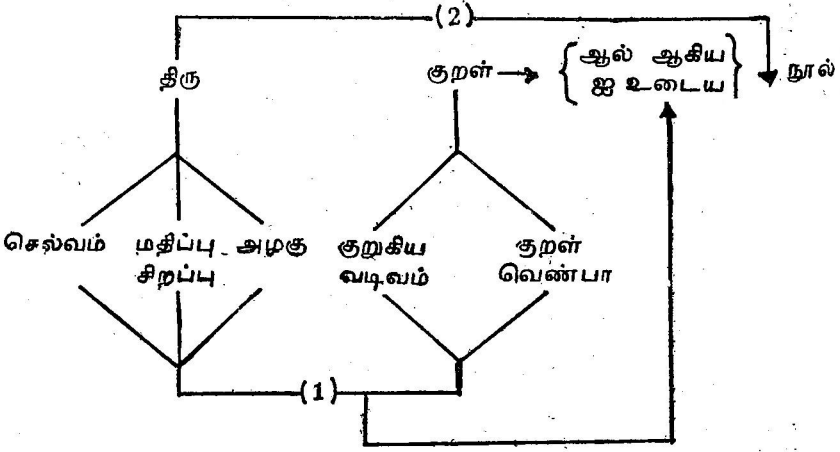 (2)
திரு
குறள்
ஆல் ஆகிய
ஐ உடைய
நூல்
செல்வம்
மதிப்பு
சிறப்பு
அழகு
குறுகிய
வடிவம்
குறள்
வெண்பா
(1)